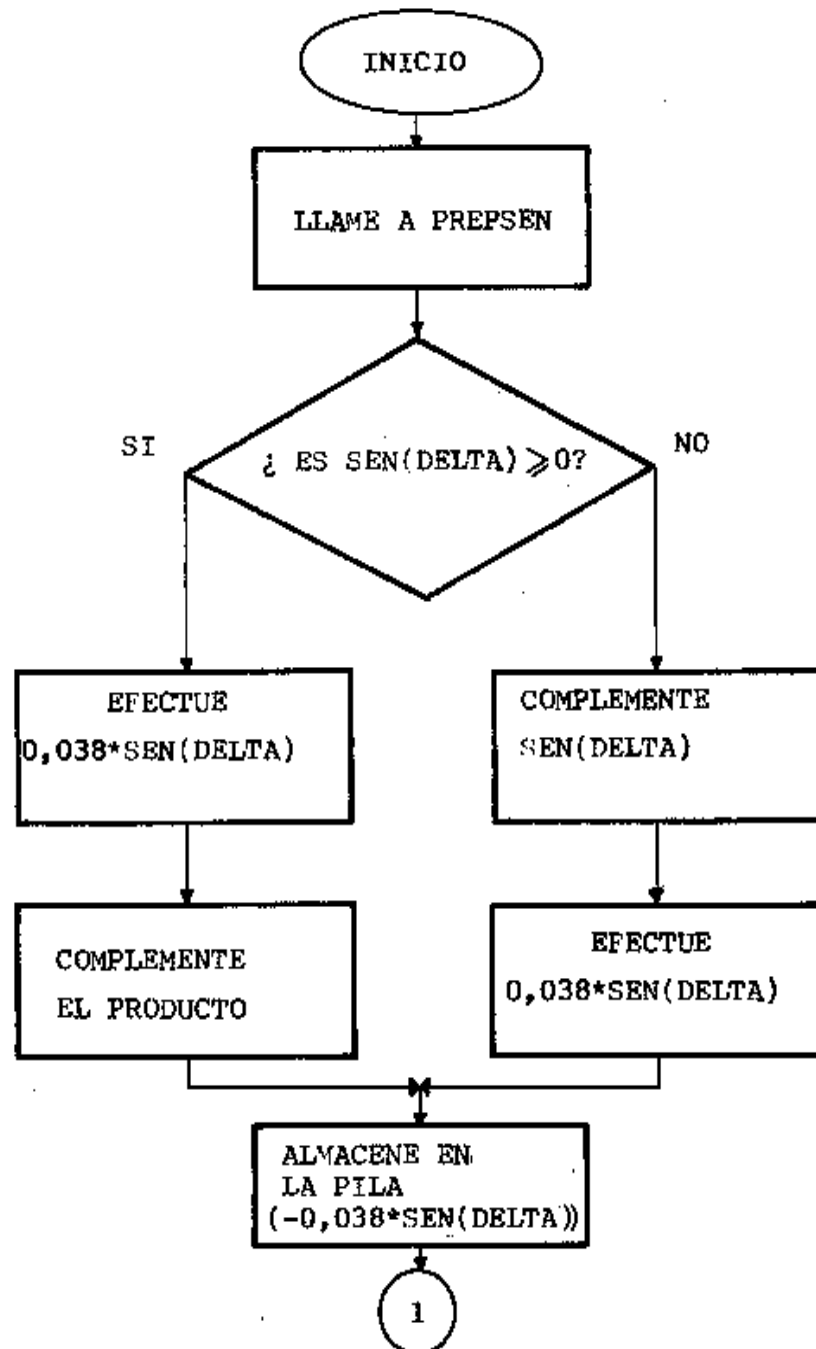 INICIO
LLAME A PREPSEN
¿ ES SEN(DELTA) ⩾0?
SI
NO
EFECTUE
0,038*SEN(DELTA)
COMPLEMENTE
SEN(DELTA)
COMPLEMENTE
EL PRODUCTO
EFECTUE
0,038*SEN(DELTA)
ALMACENE EN
LA PILA
(-0,038*SEN(DELTA))
1